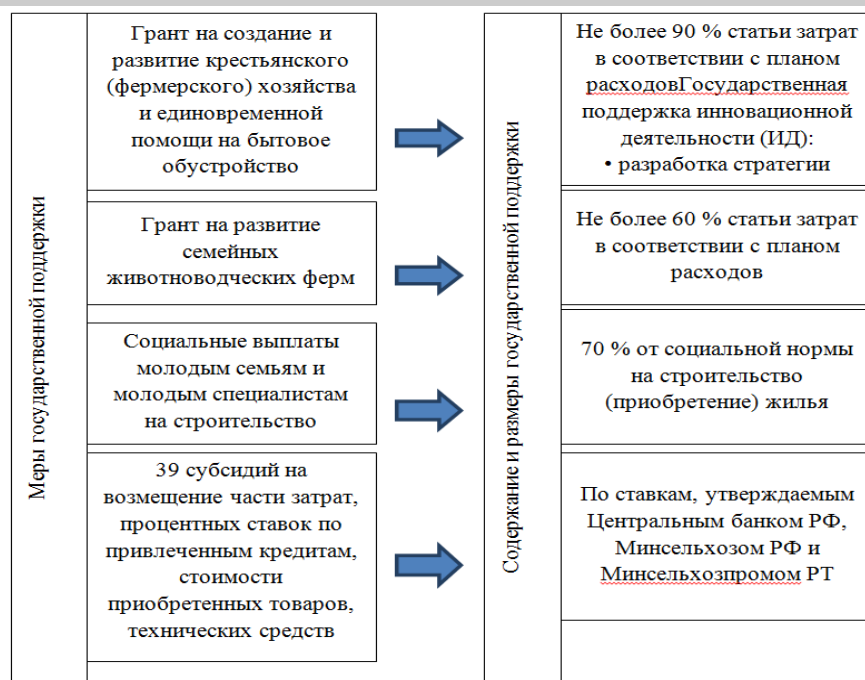 Меры государственной поддержки
Грант на создание и
развитие крестьянского
(фермерского) хозяйства
и единовременной
помощи на бытовое
обустройство
Грант на развитие
семейных
животноводческих ферм
Социальные выплаты
молодым семьям и
молодым специалистам
на строительство
39 субсидий на
возмещение части затрат,
процентных ставок по
привлеченным кредитам,
стоимости
приобретенных товаров,
технических средств
Содержание и размеры государственной поддержки
Не более 90 % статьи затрат
в соответствии с планом
расходовГосударственная
поддержка инновационной
деятельности (ИД):
• разработка стратегии
Не более 60 % статьи затрат
в соответствии с планом
расходов
70 % от социальной нормы
на строительство
(приобретение) жилья
По ставкам, утверждаемым
Центральным банком РФ,
Минсельхозом РФ и
Минсельхозпромом РТ